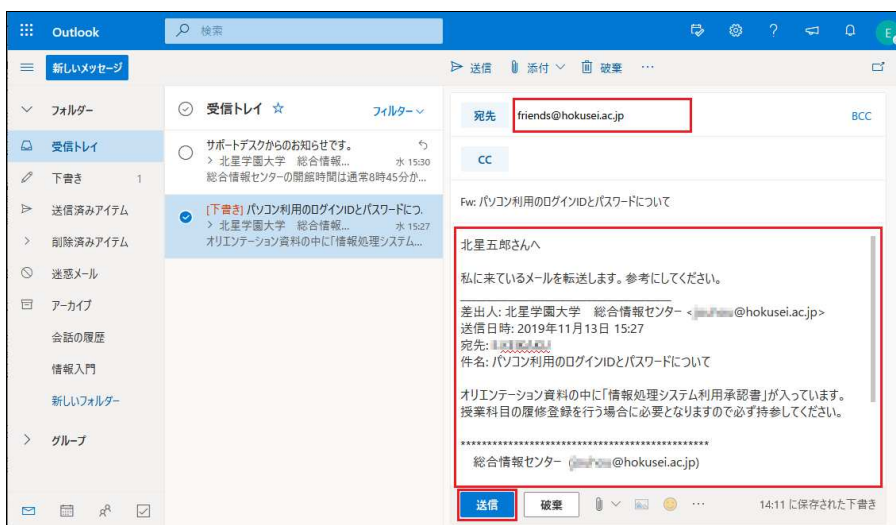 Outlook
検索
E
新しいメッセージ
送信 添付 破棄 …
フォルダー
受信トレイ
下書き 1
送信済みアイテム
削除済みアイテム
迷惑メール
アーカイブ
会話の履歴
情報入門
新しいフォルダー
グループ
受信トレイ ☆ フィルター
サポートデスクからのお知らせです。
> 北星学園大学 総合情報... 水 15:30
総合情報センターの開館時間は通常8時45分か...
[下書き] パソコン利用のログインIDとパスワードにつ.
> 北星学園大学 総合情報... 水 15:27
オリエンテーション資料の中に「情報処理システム...
宛先 friends@hokusei.ac.jp BCC
CC
Fw: パソコン利用のログインIDとパスワードについて
北星五郎さんへ
私に来ているメールを転送します。参考にしてください。
差出人: 北星学園大学 総合情報センター < @hokusei.ac.jp>
送信日時: 2019年11月13日 15:27
宛先:
件名: パソコン利用のログインIDとパスワードについて
オリエンテーション資料の中に「情報処理システム利用承認書」が入っています。
授業科目の履修登録を行う場合に必要となりますので必ず持参してください。
************************************************
総合情報センター ( @hokusei.ac.jp)
送信 破棄 … 14:11 に保存された下書き